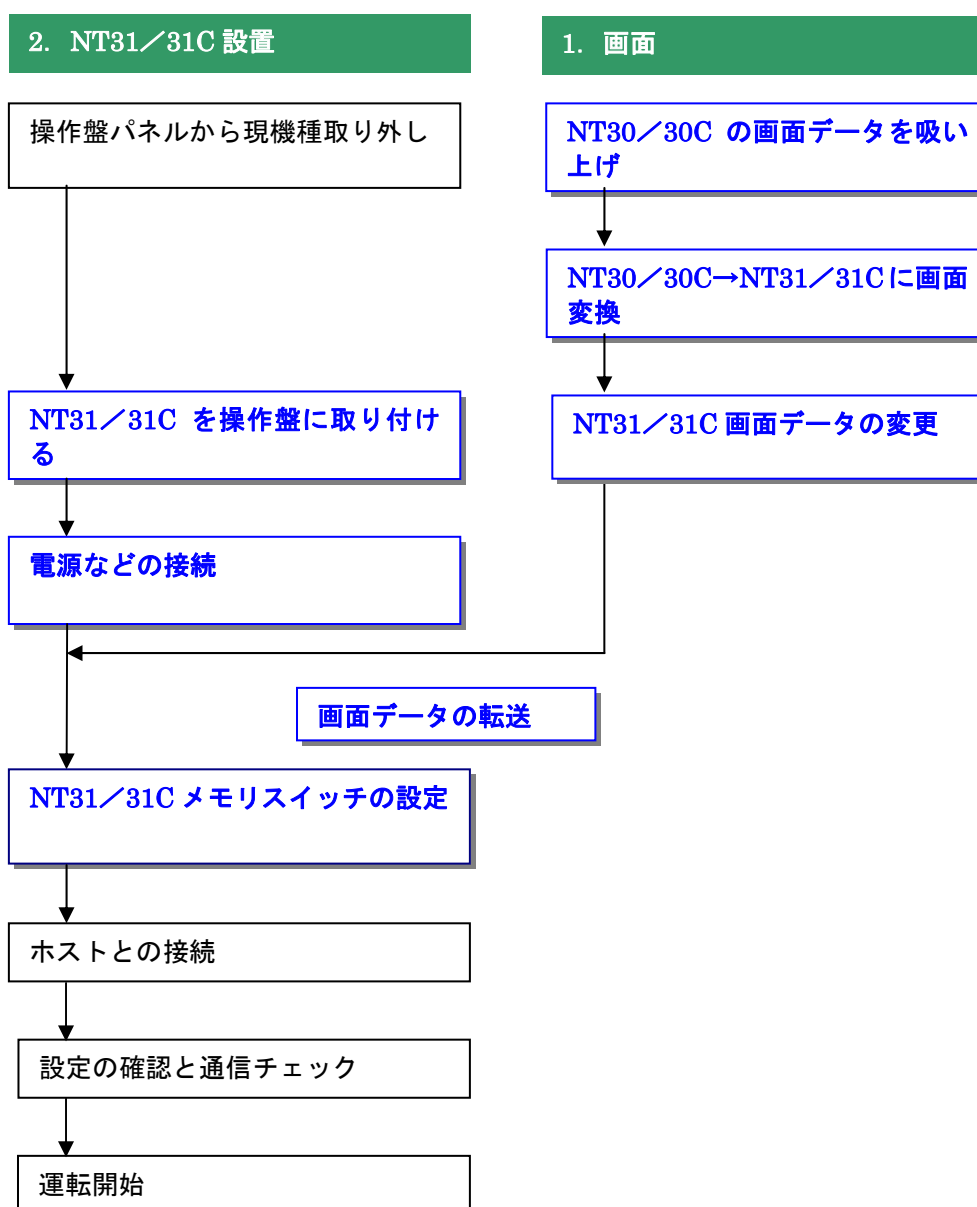 2. NT31／31C 設置
1. 画面
操作盤パネルから現機種取り外し
NT30／30C の画面データを吸い
上げ
NT30／30C→NT31／31C に画面
変換
NT31／31C を操作盤に取り付け
る
NT31／31C 画面データの変更
電源などの接続
画面データの転送
NT31／31C メモリスイッチの設定
ホストとの接続
設定の確認と通信チェック
運転開始